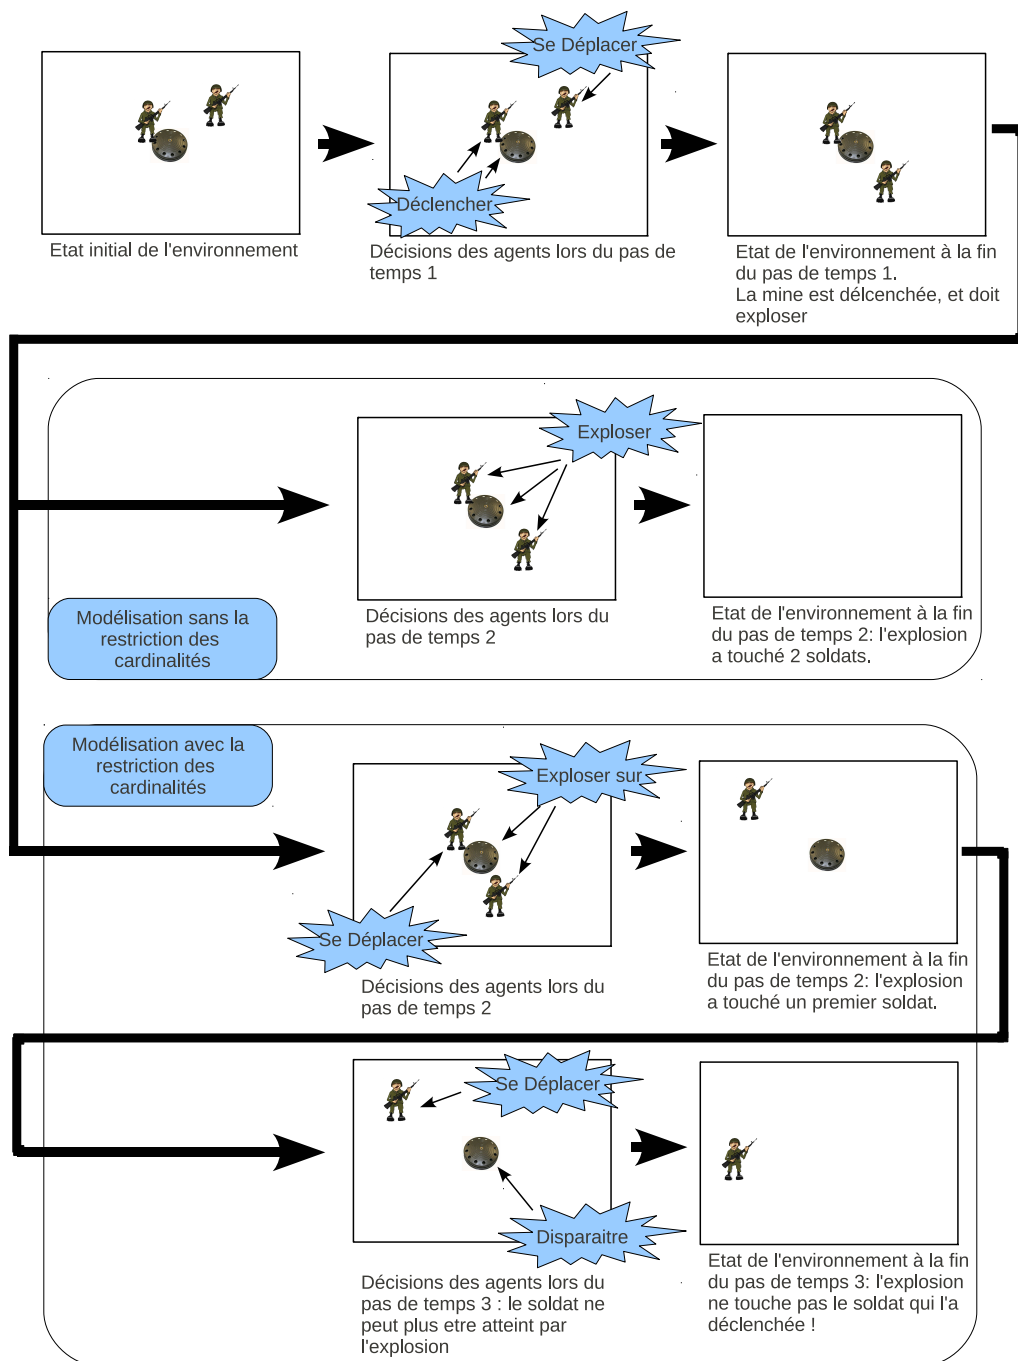 Se Déplacer
Déclencher
Etat initial de l'environnement
Décisions des agents lors du pas de
temps 1
Etat de l'environnement à la fin
du pas de temps 1.
La mine est délcenchée, et doit
exploser
Exploser
Modélisation sans la
restriction des
cardinalités
Décisions des agents lors du
pas de temps 2
Etat de l'environnement à la fin
du pas de temps 2: l'explosion
a touché 2 soldats.
Modélisation avec la
restriction des
cardinalités
Exploser sur
Se Déplacer
Décisions des agents lors du
pas de temps 2
Etat de l'environnement à la fin
du pas de temps 2: l'explosion
a touché un premier soldat.
Se Déplacer
Disparaitre
Décisions des agents lors du
pas de temps 3 : le soldat ne
peut plus etre atteint par
l'explosion
Etat de l'environnement à la fin
du pas de temps 3: l'explosion
ne touche pas le soldat qui l'a
déclenchée !